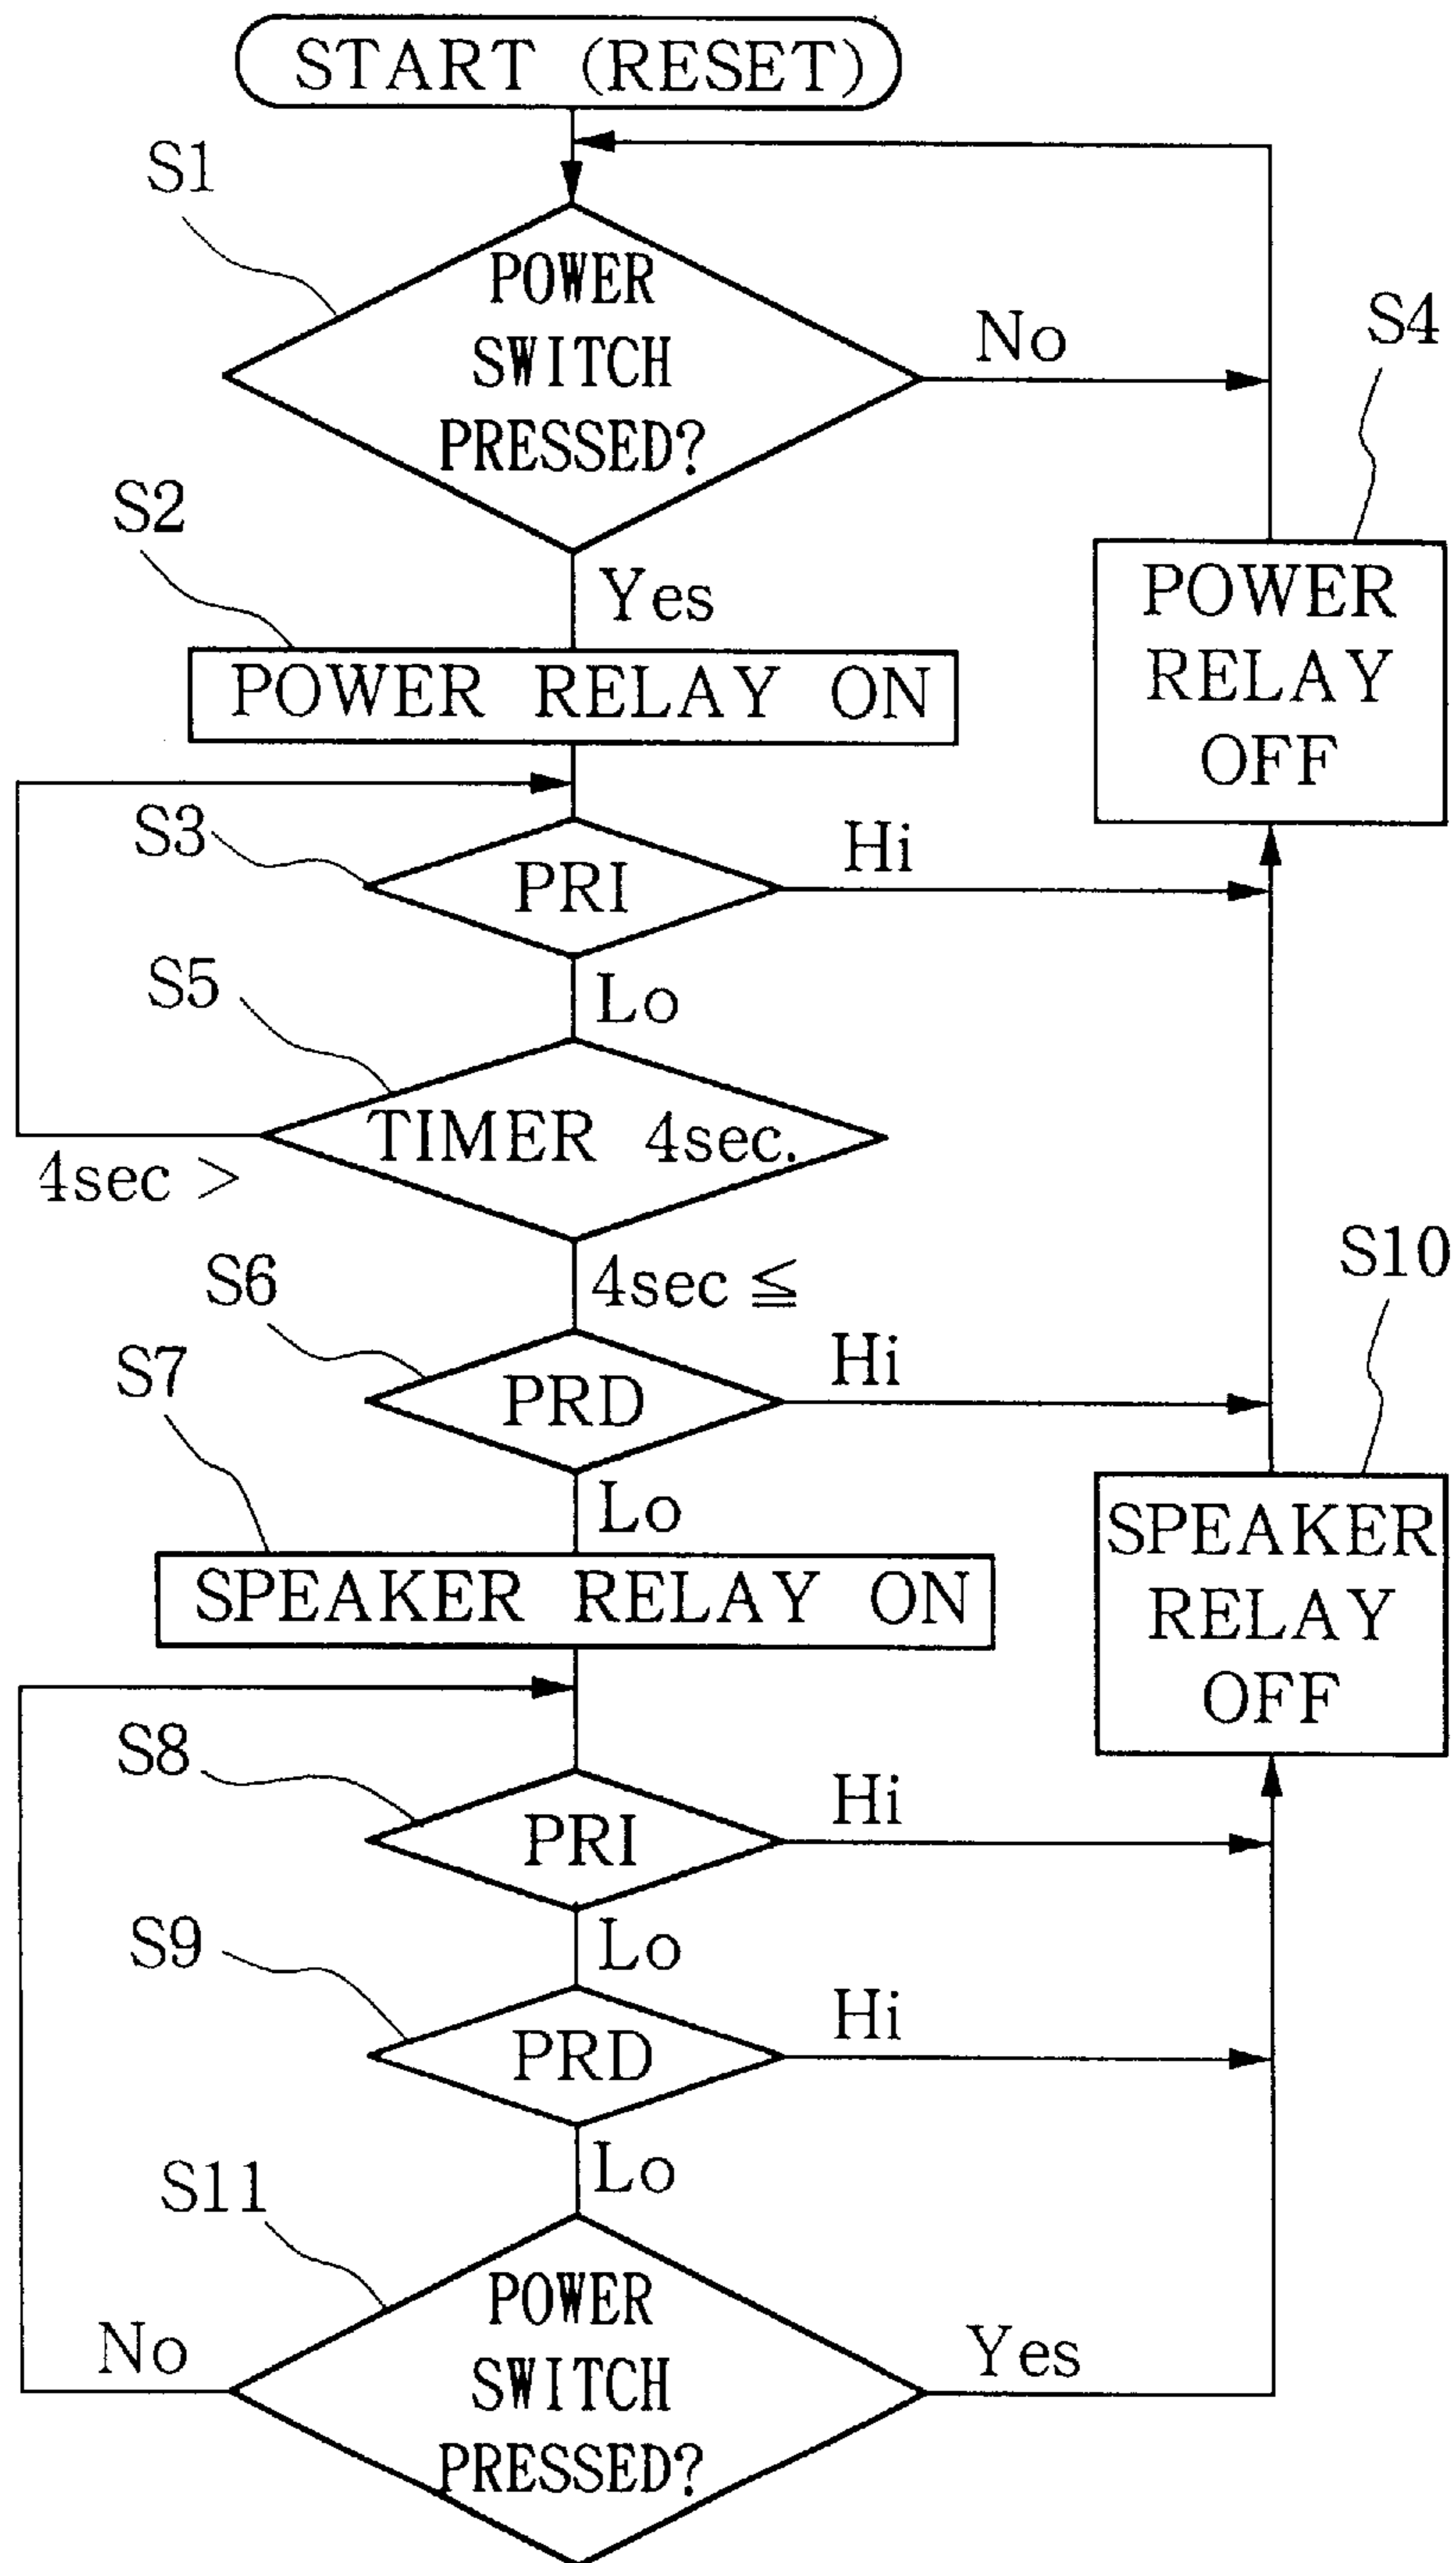 START (RESET)
S1
POWER
SWITCH
PRESSED?
No
S4
S2
Yes
POWER RELAY ON
POWER
RELAY
OFF
S3
PRI
Hi
S5
Lo
TIMER 4sec.
4sec >
S6
4sec ≦
S10
S7
PRD
Hi
Lo
SPEAKER RELAY ON
SPEAKER
RELAY
OFF
S8
PRI
Hi
S9
Lo
PRD
Hi
S11
Lo
POWER
SWITCH
PRESSED?
No
Yes